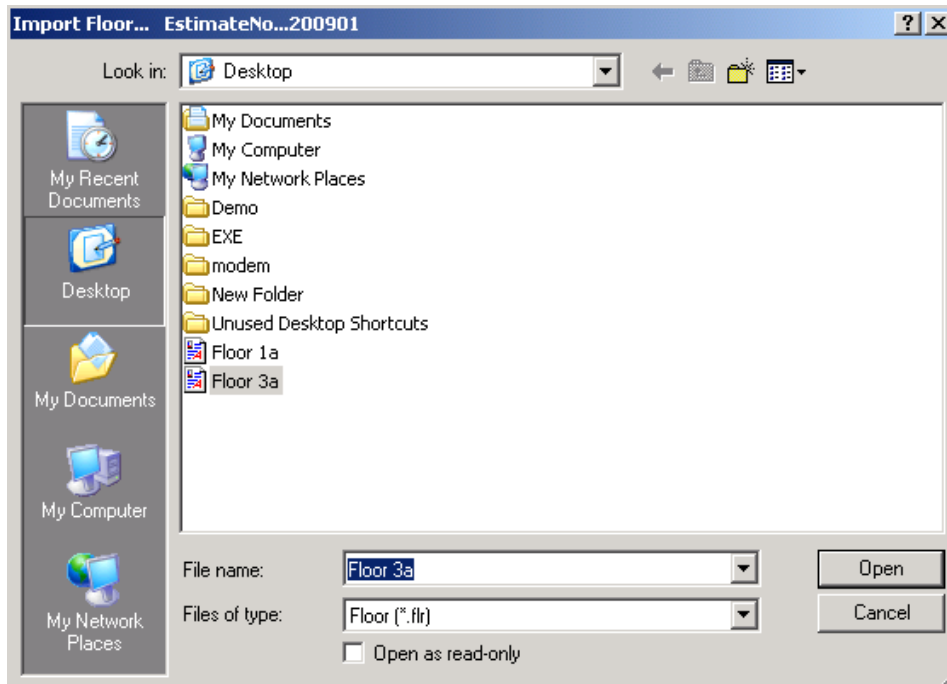 Import Floor... EstimateNo...200901
Look in:
Desktop
My Recent
Documents
Desktop
My Documents
My Computer
My Network
Places
My Documents
My Computer
My Network Places
Demo
EXE
modem
New Folder
Unused Desktop Shortcuts
Floor 1a
Floor 3a
File name:
Floor 3a
Open
Files of type:
Floor (*.flr)
Cancel
Open as read-only